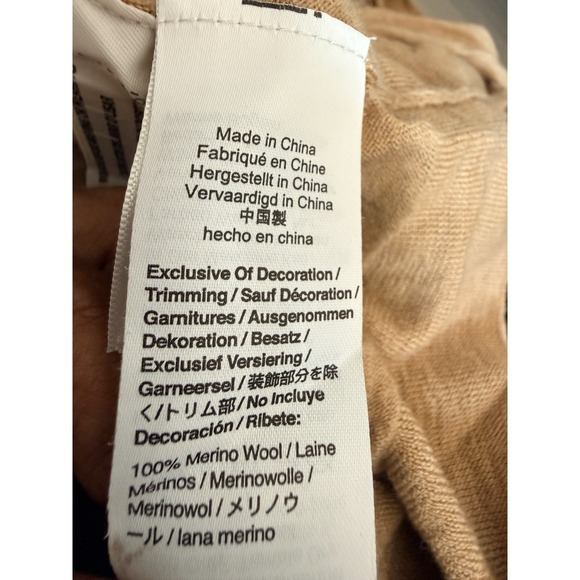 Made in China
Fabriqué en Chine
Hergestellt in China
Vervaardigd in China
中国製
hecho en china
Exclusive Of Decoration /
Trimming / Sauf Décoration /
Garnitures / Ausgenommen
Dekoration / Besatz /
Exclusief Versiering /
Garneersel / 装飾部分を除
く/トリム部 / No Incluye
Decoración / Ribete:
100% Merino Wool / Laine
Mérinos / Merinowolle /
Merinowol / メリノウ
ール / lana merino